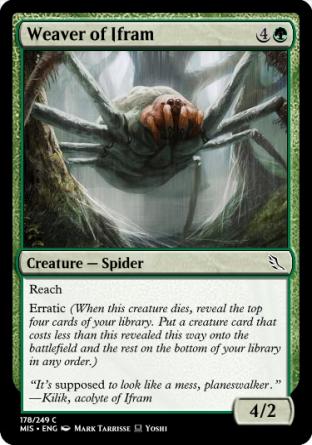 Weaver of Ifram 4
Creature — Spider
Reach
Erratic (When this creature dies, reveal the top
four cards of your library. Put a creature card that
costs less than this revealed this way onto the
battlefield and the rest on the bottom of your library
in any order.)
“It’s supposed to look like a mess, planeswalker.”
—Kilik, acolyte of Ifram
4/2
178/249 C
MIS • ENG Mark Tarrisse Yoshi